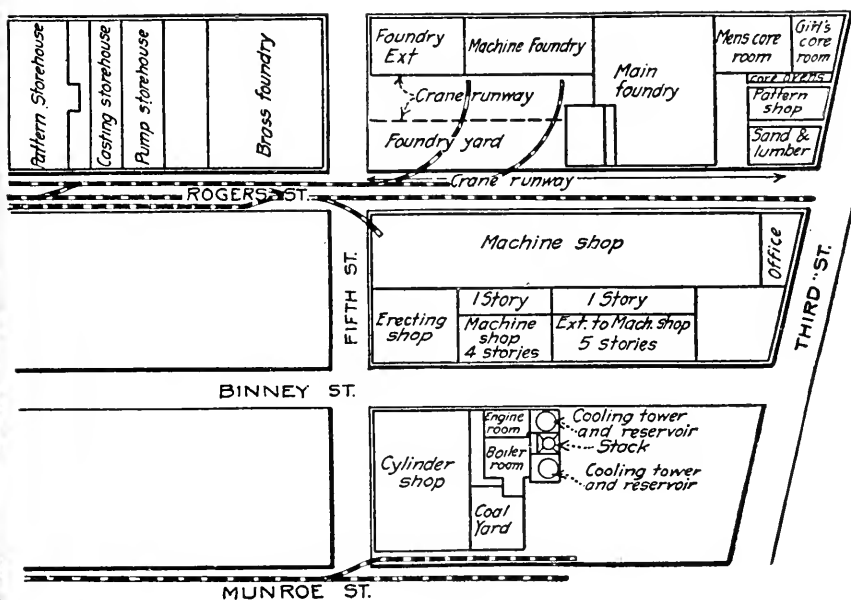 Pattern Storehouse
Casting storehouse
Pump storehouse
Brass foundry
Foundry
Ext
Machine Foundry
Main
foundry
Mens core
room
Girl's
core
room
core ovens
Pattern
shop
Sand &
lumber
Crane runway
Foundry yard
Crane runway
ROGERS ST.
FIFTH ST.
THIRD ST.
Machine shop
Office
Erecting
shop
1 Story
Machine
shop
4 stories
1 Story
Ext. to Mach. shop
5 stories
BINNEY ST.
Cylinder
shop
Engine
room
Boiler
room
Coal
Yard
Cooling tower
and reservoir
Stack
Cooling tower
and reservoir
MUNROE ST.